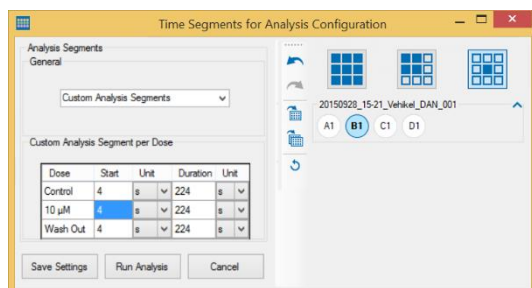 Time Segments for Analysis Configuration
Analysis Segments
General
Custom Analysis Segments
Custom Analysis Segment per Dose
Dose Start Unit Duration Unit
Control 4 s 224 s
10 µM 4 s 224 s
Wash Out 4 s 224 s
Save Settings Run Analysis Cancel
20150928_15-21_Vehikel_DAN_001
A1 B1 C1 D1